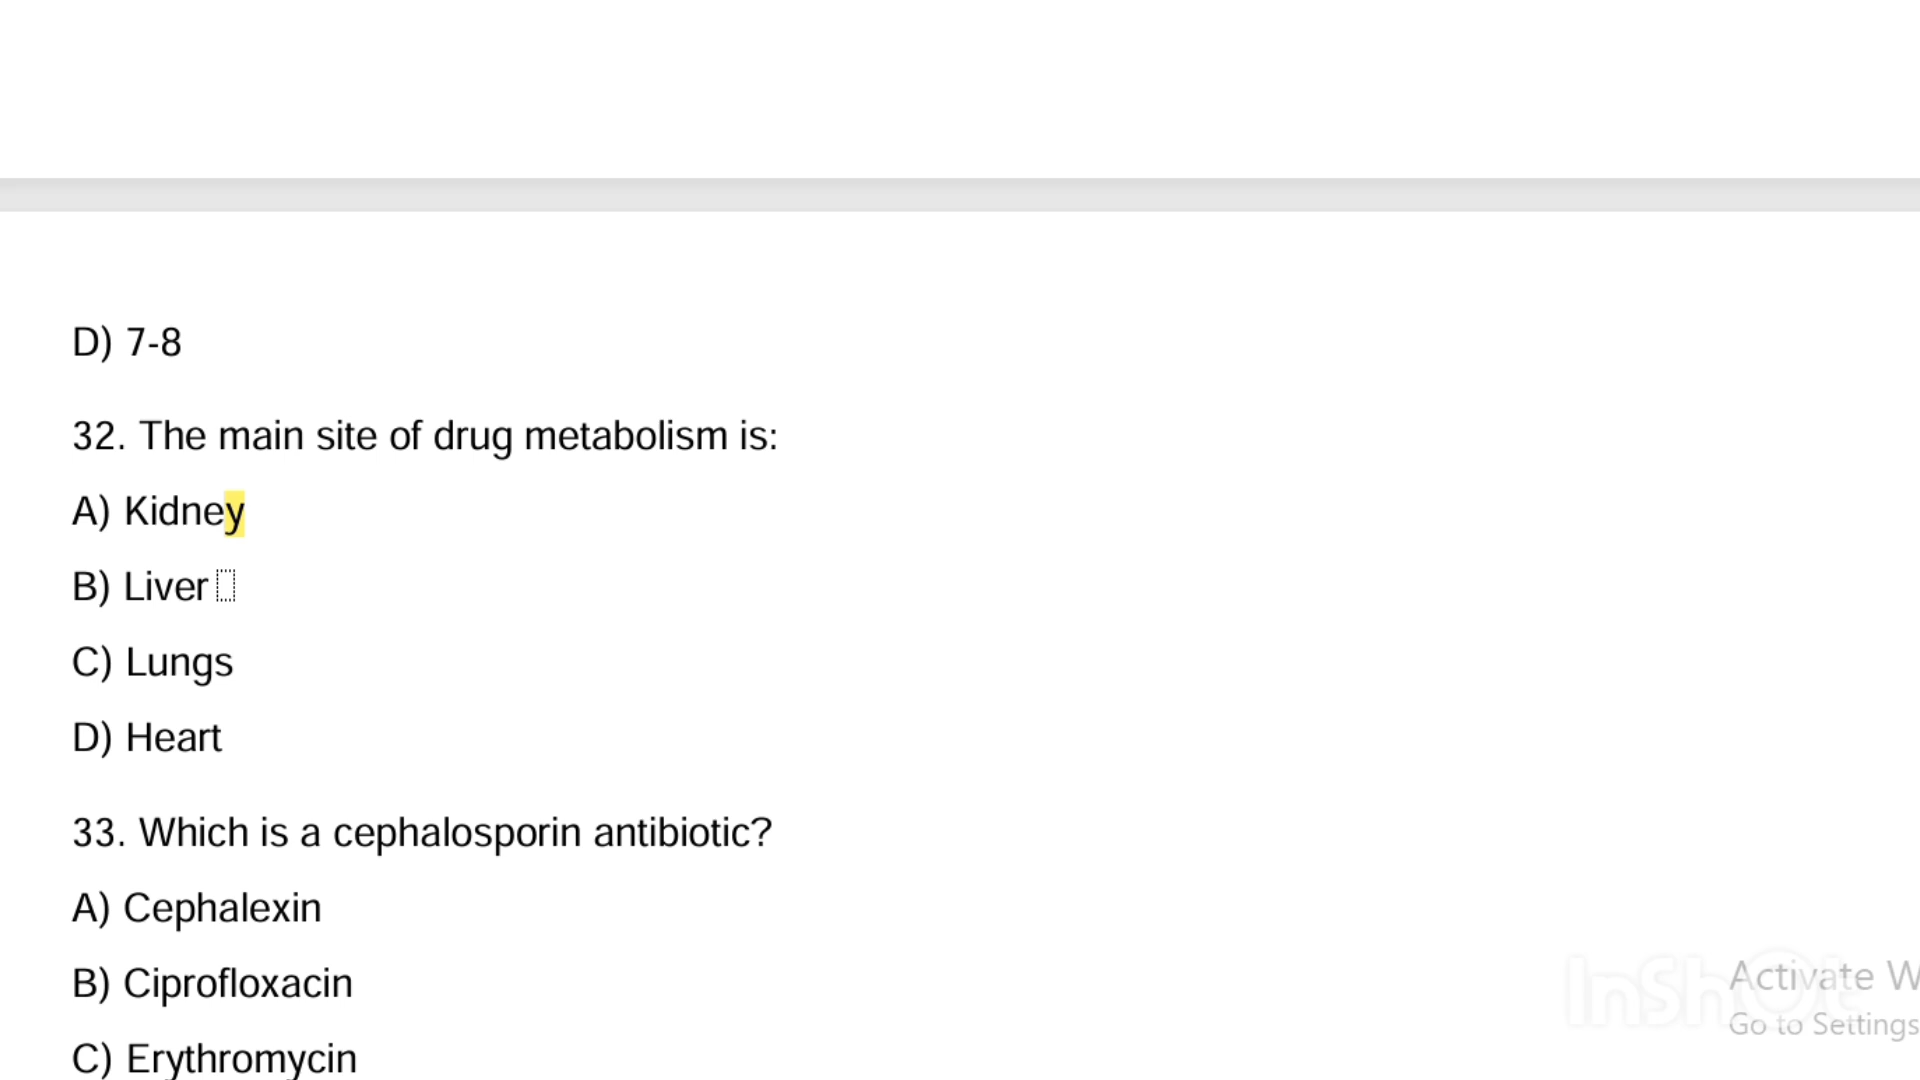 D) 7-8
32. The main site of drug metabolism is:
A) Kidney
B) Liver
C) Lungs
D) Heart
33. Which is a cephalosporin antibiotic?
A) Cephalexin
B) Ciprofloxacin
C) Erythromycin
InShOt
Activate W
Go to Settings